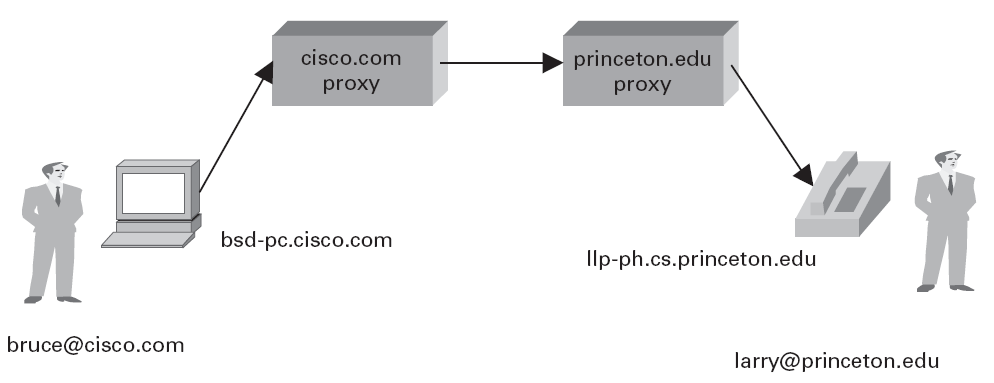 cisco.com
proxy
princeton.edu
proxy
bsd-pc.cisco.com
llp-ph.cs.princeton.edu
bruce@cisco.com
larry@princeton.edu